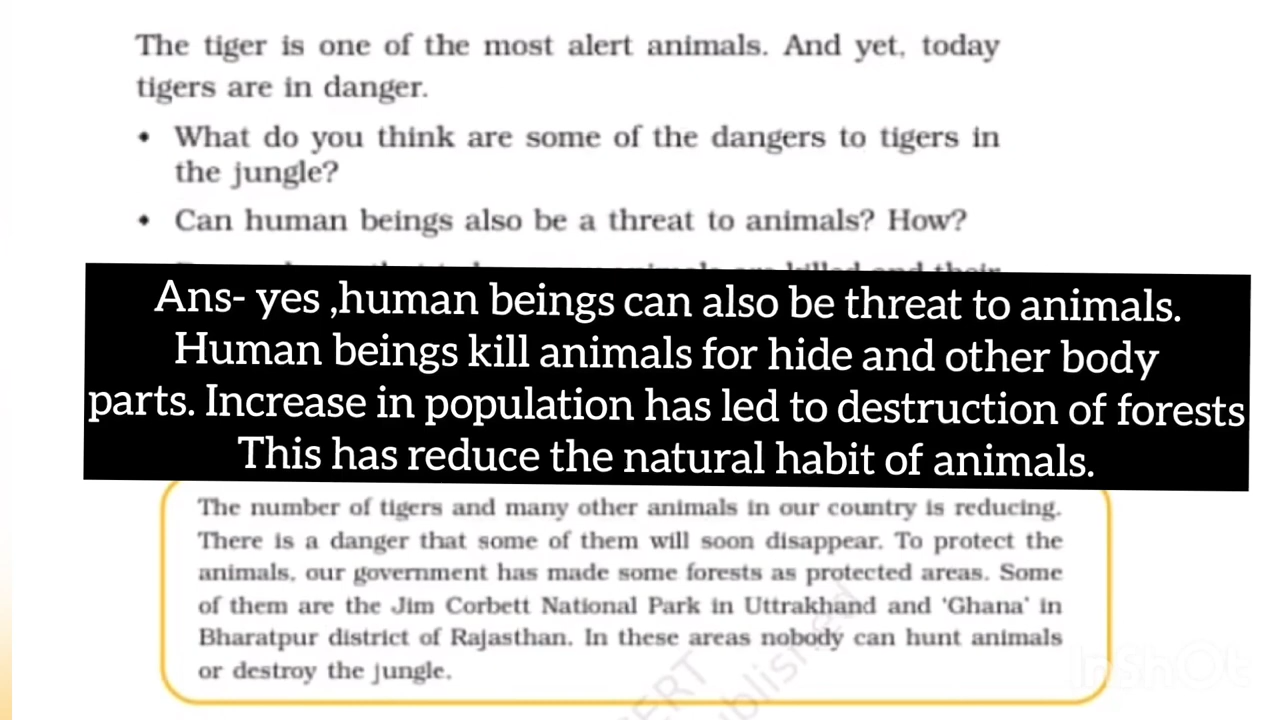 The tiger is one of the most alert animals. And yet, today
tigers are in danger.
• What do you think are some of the dangers to tigers in
the jungle?
• Can human beings also be a threat to animals? How?
killed and their
Ans- yes ,human beings can also be threat to animals.
Human beings kill animals for hide and other body
parts. Increase in population has led to destruction of forests
This has reduce the natural habit of animals.
The number of tigers and many other animals in our country is reducing.
There is a danger that some of them will soon disappear. To protect the
animals, our government has made some forests as protected areas. Some
of them are the Jim Corbett National Park in Uttrakhand and 'Ghana' in
Bharatpur district of Rajasthan. In these areas nobody can hunt animals
or destroy the jungle.
InShOt